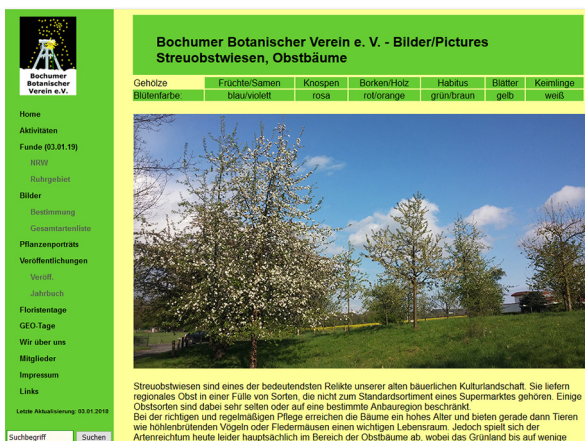 Bochumer
Botanischer
Verein e.V.
Home
Aktivitäten
Funde (03.01.19)
NRW
Ruhrgebiet
Bilder
Bestimmung
Gesamtartenliste
Pflanzenporträts
Veröffentlichungen
Veröff.
Jahrbuch
Floristentage
GEO-Tage
Wir über uns
Mitglieder
Impressum
Links
Letzte Aktualisierung: 03.01.2018
Suchbegriff Suchen
Bochumer Botanischer Verein e. V. - Bilder/Pictures
Streuobstwiesen, Obstbäume
Gehölze Früchte/Samen Knospen Borken/Holz Habitus Blätter Keimlinge
Blütenfarbe: blau/violett rosa rot/orange grün/braun gelb weiß
Streuobstwiesen sind eines der bedeutendsten Relikte unserer alten bäuerlichen Kulturlandschaft. Sie liefern
regionales Obst in einer Fülle von Sorten, die nicht zum Standardsortiment eines Supermarktes gehören. Einige
Obstsorten sind dabei sehr selten oder auf eine bestimmte Anbauregion beschränkt.
Bei der richtigen und regelmäßigen Pflege erreichen die Bäume ein hohes Alter und bieten gerade dann Tieren
wie höhlenbrütenden Vögeln oder Fledermäusen einen wichtigen Lebensraum. Jedoch spielt sich der
Artenreichtum heute leider hauptsächlich im Bereich der Obstbäume ab, wobei das Grünland bis auf wenige